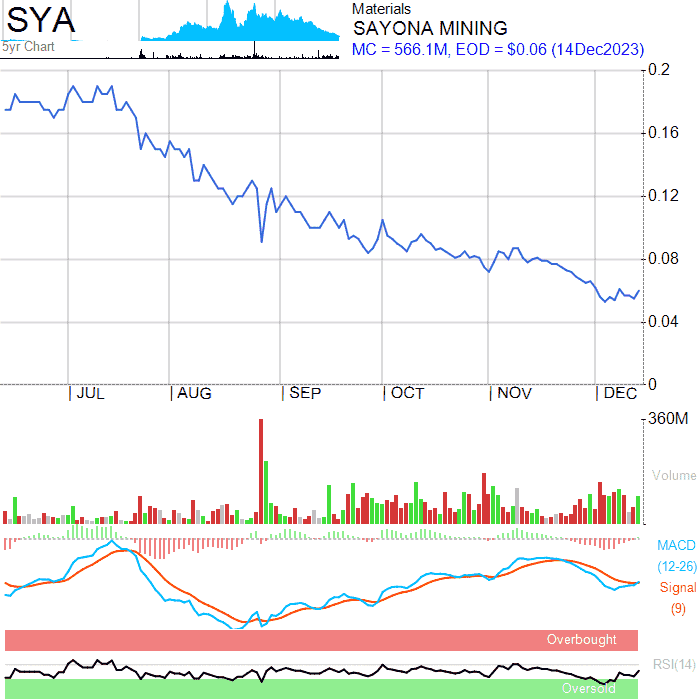 SYA
5yr Chart
Materials
SAYONA MINING
MC = 566.1M, EOD = $0.06 (14Dec2023)
0.2
0.16
0.12
0.08
0.04
0
JUL AUG SEP OCT NOV DEC
360M
Volume
MACD
(12-26)
Signal
(9)
Overbought
RSI(14)
Oversold